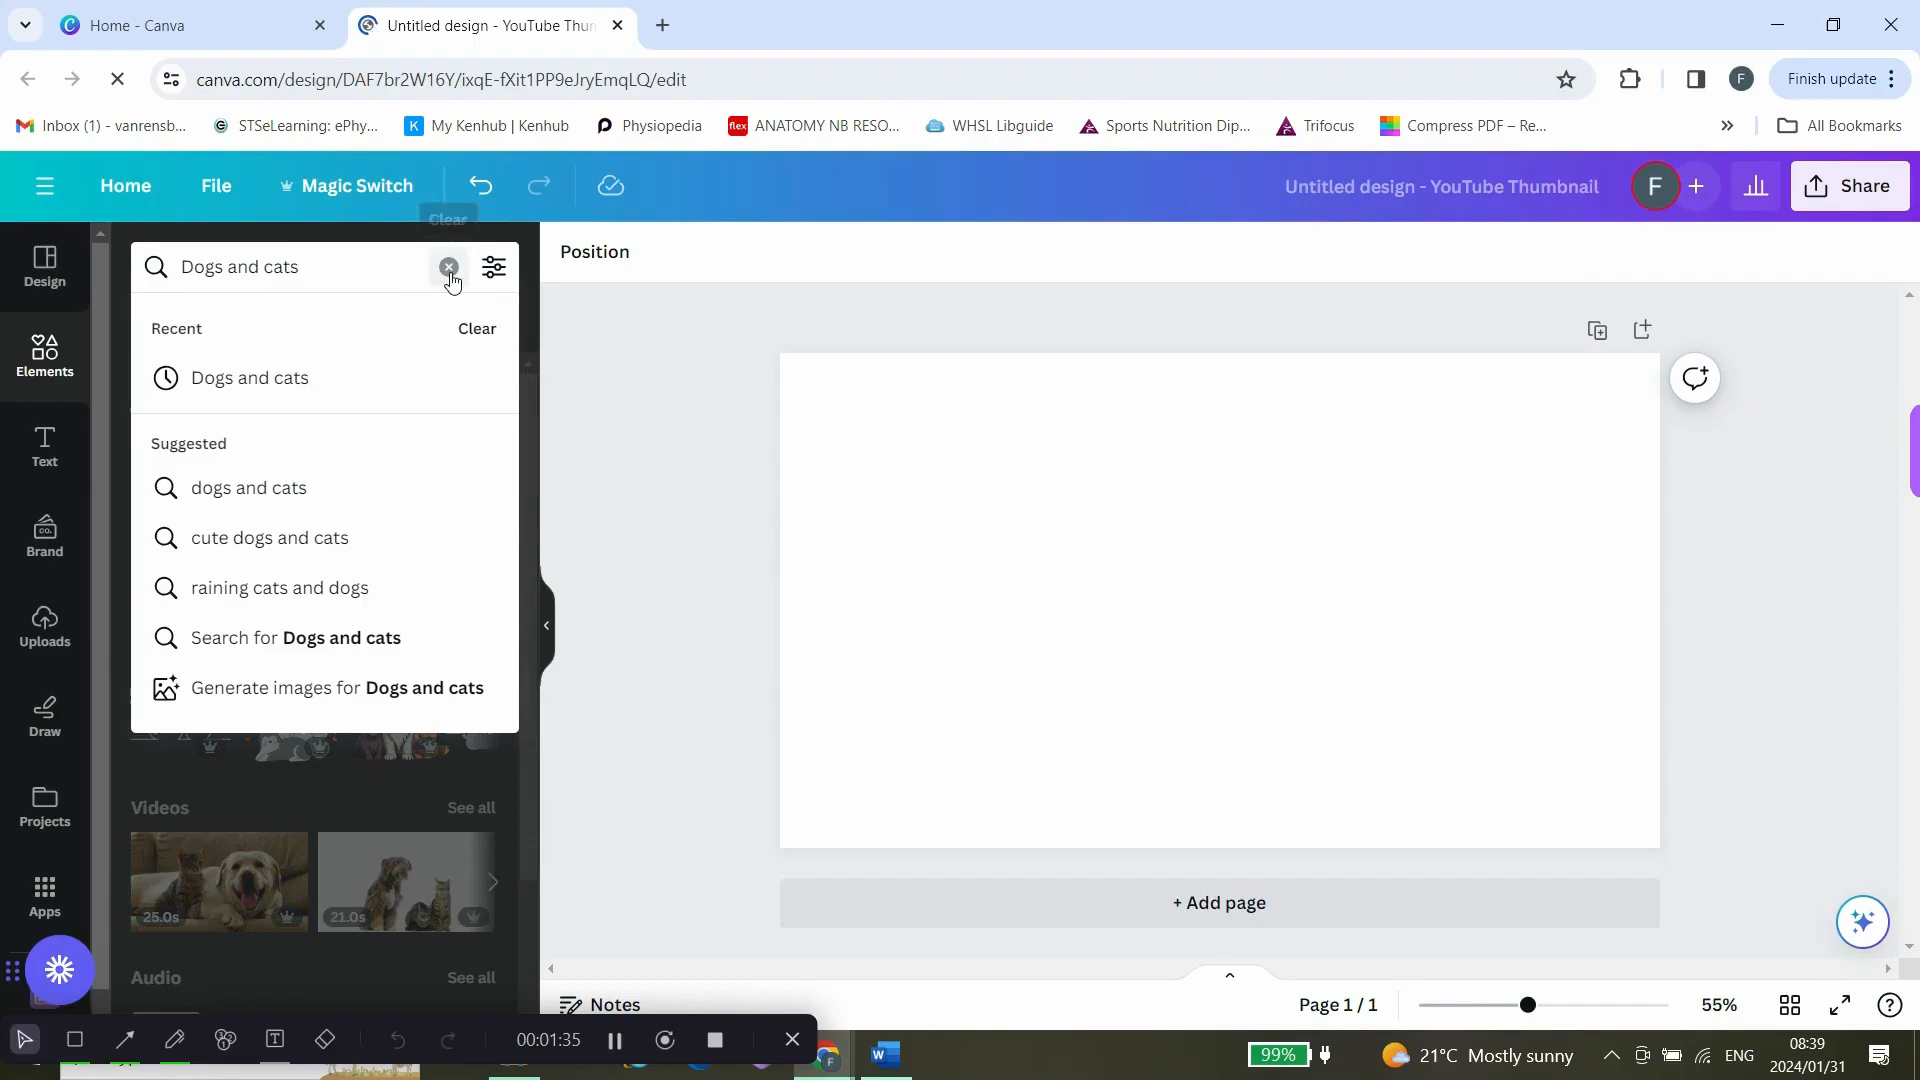 Home - Canva
Untitled design - YouTube Thun
canva.com/design/DAF7br2W16Y/ixqE-fXit1PP9eJryEmqLQ/edit
F
Finish update
Inbox (1) - vanrensb...
STSeLearning: ePhy...
K
My Kenhub | Kenhub
Physiopedia
flex
ANATOMY NB RESO...
WHSL Libguide
Sports Nutrition Dip...
Trifocus
Compress PDF – Re...
All Bookmarks
Home
File
Magic Switch
Untitled design - YouTube Thumbnail
F
Share
Clear
Design
Elements
Text
Brand
Uploads
Draw
Projects
Apps
Dogs and cats
Recent
Clear
Dogs and cats
Suggested
dogs and cats
cute dogs and cats
raining cats and dogs
Search for Dogs and cats
Generate images for Dogs and cats
Videos
See all
25.0s
21.0s
Audio
See all
Position
+ Add page
Notes
Page 1 / 1
55%
00:01:35
99%
21°C Mostly sunny
ENG
08:39
2024/01/31